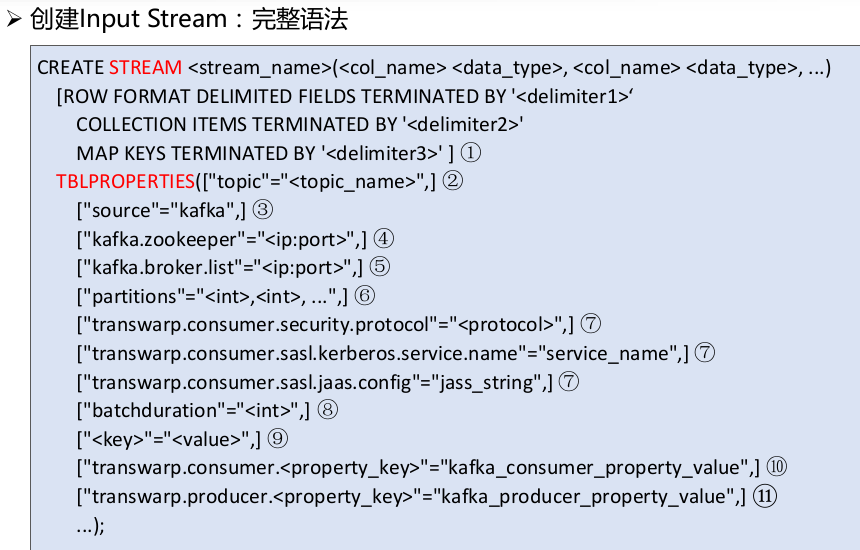 ➢ 创建Input Stream：完整语法
CREATE STREAM <stream_name>(<col_name> <data_type>, <col_name> <data_type>, ...)
[ROW FORMAT DELIMITED FIELDS TERMINATED BY '<delimiter1>‘
COLLECTION ITEMS TERMINATED BY '<delimiter2>'
MAP KEYS TERMINATED BY '<delimiter3>' ] ①
TBLPROPERTIES(["topic"="<topic_name>",] ②
["source"="kafka",] ③
["kafka.zookeeper"="<ip:port>",] ④
["kafka.broker.list"="<ip:port>",] ⑤
["partitions"="<int>,<int>, ...",] ⑥
["transwarp.consumer.security.protocol"="<protocol>",] ⑦
["transwarp.consumer.sasl.kerberos.service.name"="service_name",] ⑦
["transwarp.consumer.sasl.jaas.config"="jass_string",] ⑦
["batchduration"="<int>",] ⑧
["<key>"="<value>",] ⑨
["transwarp.consumer.<property_key>"="kafka_consumer_property_value",] ⑩
["transwarp.producer.<property_key>"="kafka_producer_property_value",] ⑪
...);